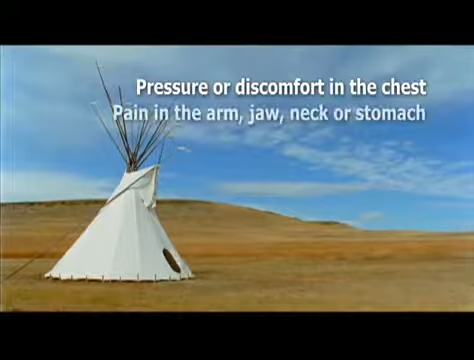 Pressure or discomfort in the chest
Pain in the arm, jaw, neck or stomach